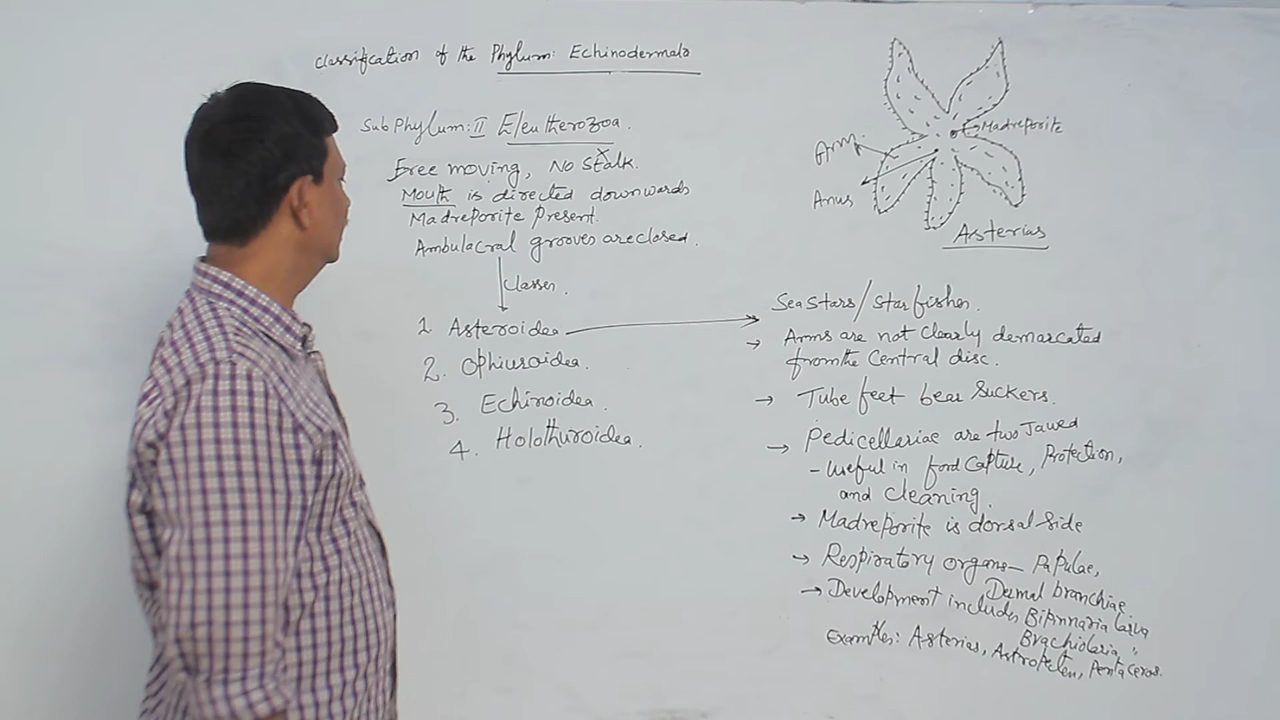 Classification of the Phylum: Echinodermata
Sub Phylum: II Eleutherozoa.
Free moving, No stalk.
Mouth is directed downwards
Madreporite present.
Ambulacral grooves are closed.
Classes.
1. Asteroidea
2. Ophiuroidea.
3. Echinoidea.
4. Holothuroidea.
Madreporite
Arm
Anus
Asterias
Sea stars/Star fishes.
→ Arms are not clearly demarcated
from the Central disc.
→ Tube feet bear Suckers.
→ Pedicellariae are two Jawed
- Useful in food Capture, Protection,
and cleaning.
→ Madreporite is dorsal side
→ Respiratory organs - Papulae,
Dermal branchiae
→ Development includes Bipinnaria larva
Brachiolaria "
Examples: Asterias, Astropecten, Pentaceros.